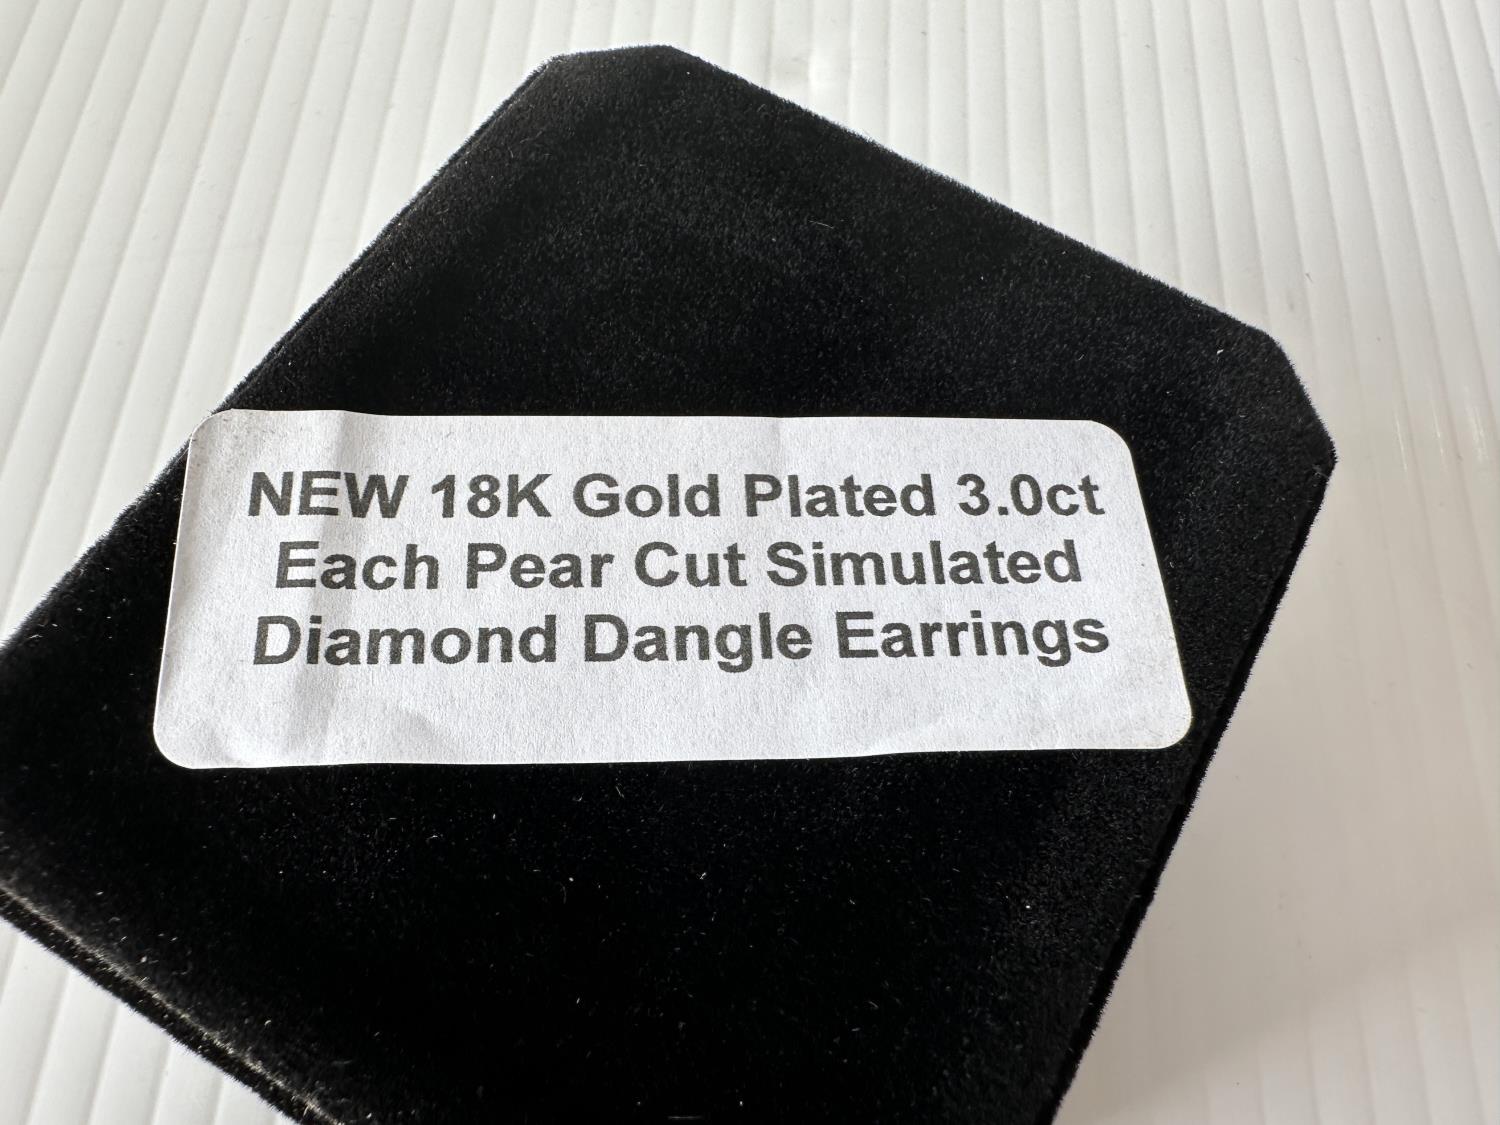 NEW 18K Gold Plated 3.0ct
Each Pear Cut Simulated
Diamond Dangle Earrings